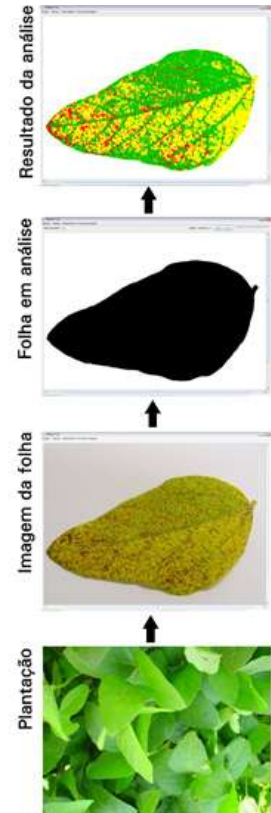 Plantação
Imagem da folha
Folha em análise
Resultado da análise